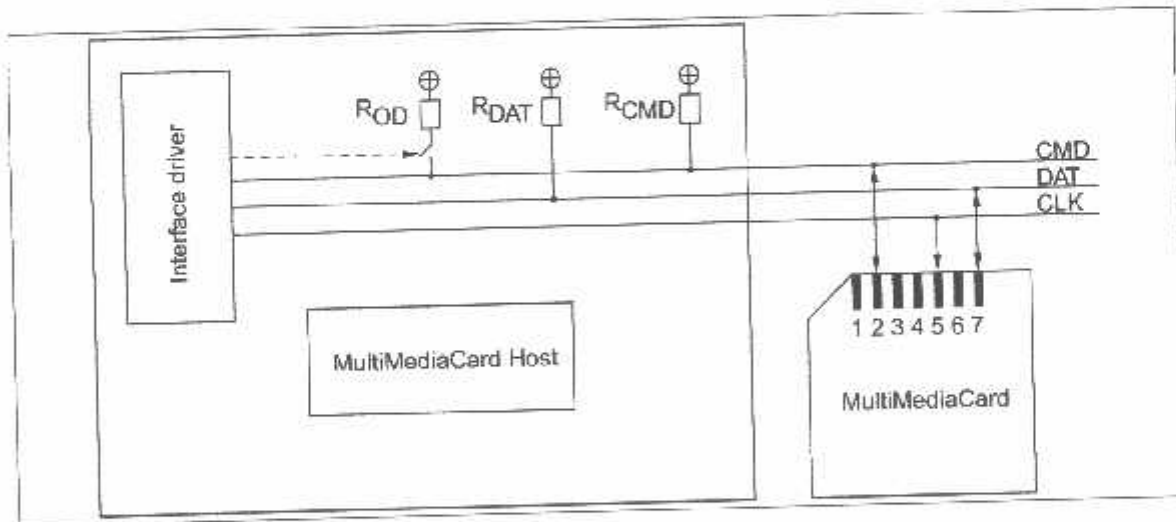 ROD
RDAT
RCMD
Interface driver
CMD
DAT
CLK
1 2 3 4 5 6 7
MultiMediaCard Host
MultiMediaCard